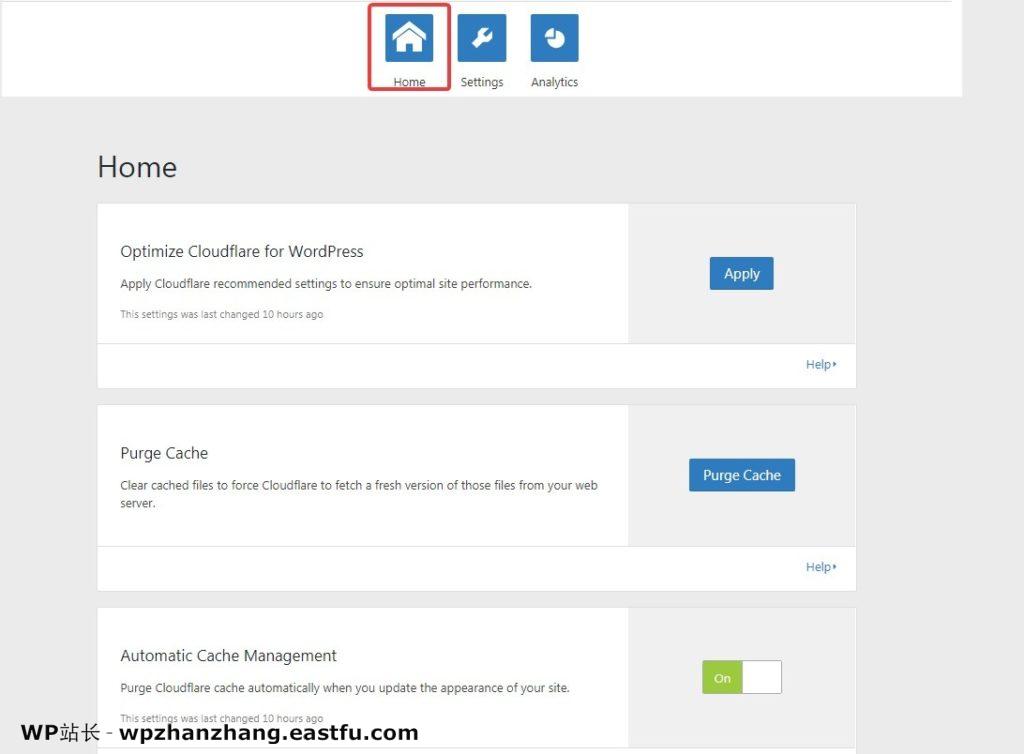 Home
Settings
Analytics
Home
Optimize Cloudflare for WordPress
Apply Cloudflare recommended settings to ensure optimal site performance.
This settings was last changed 10 hours ago
Apply
Help
Purge Cache
Clear cached files to force Cloudflare to fetch a fresh version of those files from your web
server.
Purge Cache
Help
Automatic Cache Management
Purge Cloudflare cache automatically when you update the appearance of your site.
This settings was last changed 10 hours ago
On
WP站长 - wpzhanzhang.eastfu.com